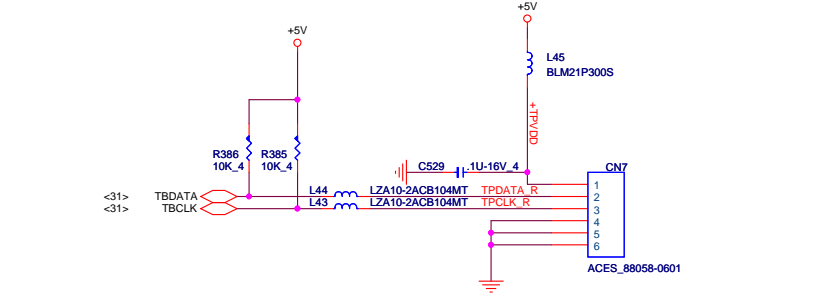 +5V
+5V
L45
BLM21P300S
+TPVDD
R386
10K_4
R385
10K_4
C529
.1U-16V_4
CN7
<31>
TBDATA
L44
LZA10-2ACB104MT
TPDATA_R
<31>
TBCLK
L43
LZA10-2ACB104MT
TPCLK_R
1
2
3
4
5
6
ACES_88058-0601